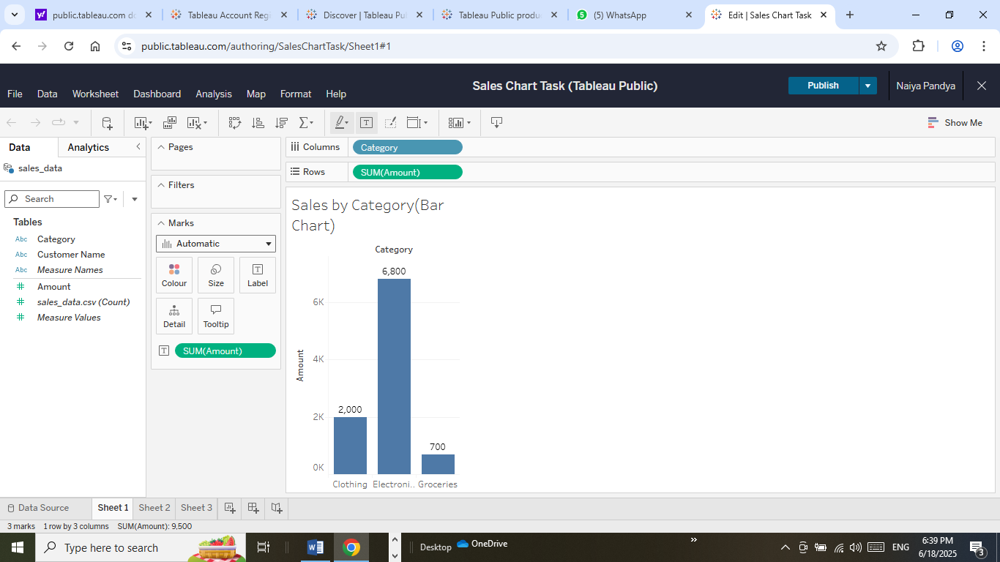 public.tableau.com do
Tableau Account Regi
Discover | Tableau Pu
Tableau Public produ
(5) WhatsApp
Edit | Sales Chart Task
public.tableau.com/authoring/SalesChartTask/Sheet1#1
Sales Chart Task (Tableau Public)
Publish
Naiya Pandya
File Data Worksheet Dashboard Analysis Map Format Help
Show Me
Data Analytics
sales_data
Search
Tables
Abc Category
Abc Customer Name
Abc Measure Names
# Amount
# sales_data.csv (Count)
# Measure Values
Pages
Filters
Marks
Automatic
Colour Size Label
Detail Tooltip
SUM(Amount)
Columns Category
Rows SUM(Amount)
Sales by Category(Bar
Chart)
Category
6,800
6K
4K
Amount
2,000
2K
700
0K
Clothing Electroni.. Groceries
Data Source Sheet 1 Sheet 2 Sheet 3
3 marks 1 row by 3 columns SUM(Amount): 9,500
Type here to search
Desktop
OneDrive
ENG
6:39 PM
6/18/2025
3